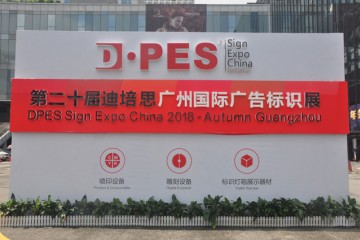 D·PES
Sign
Expo
China
第二十届迪培思广州国际广告标识展
DPES Sign Expo China 2018 - Autumn Guangzhou
喷印设备
雕刻设备
标识灯箱展示器材